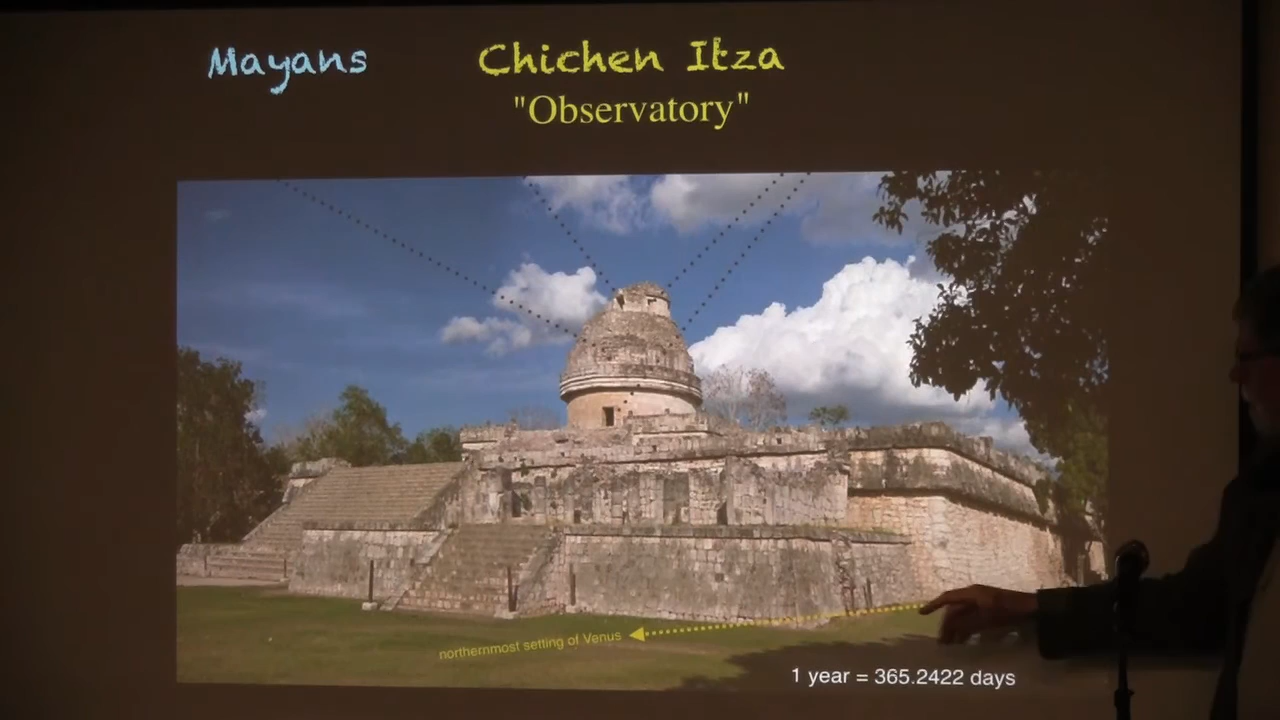 Mayans
Chichen Itza
"Observatory"
northernmost setting of Venus
1 year = 365.2422 days